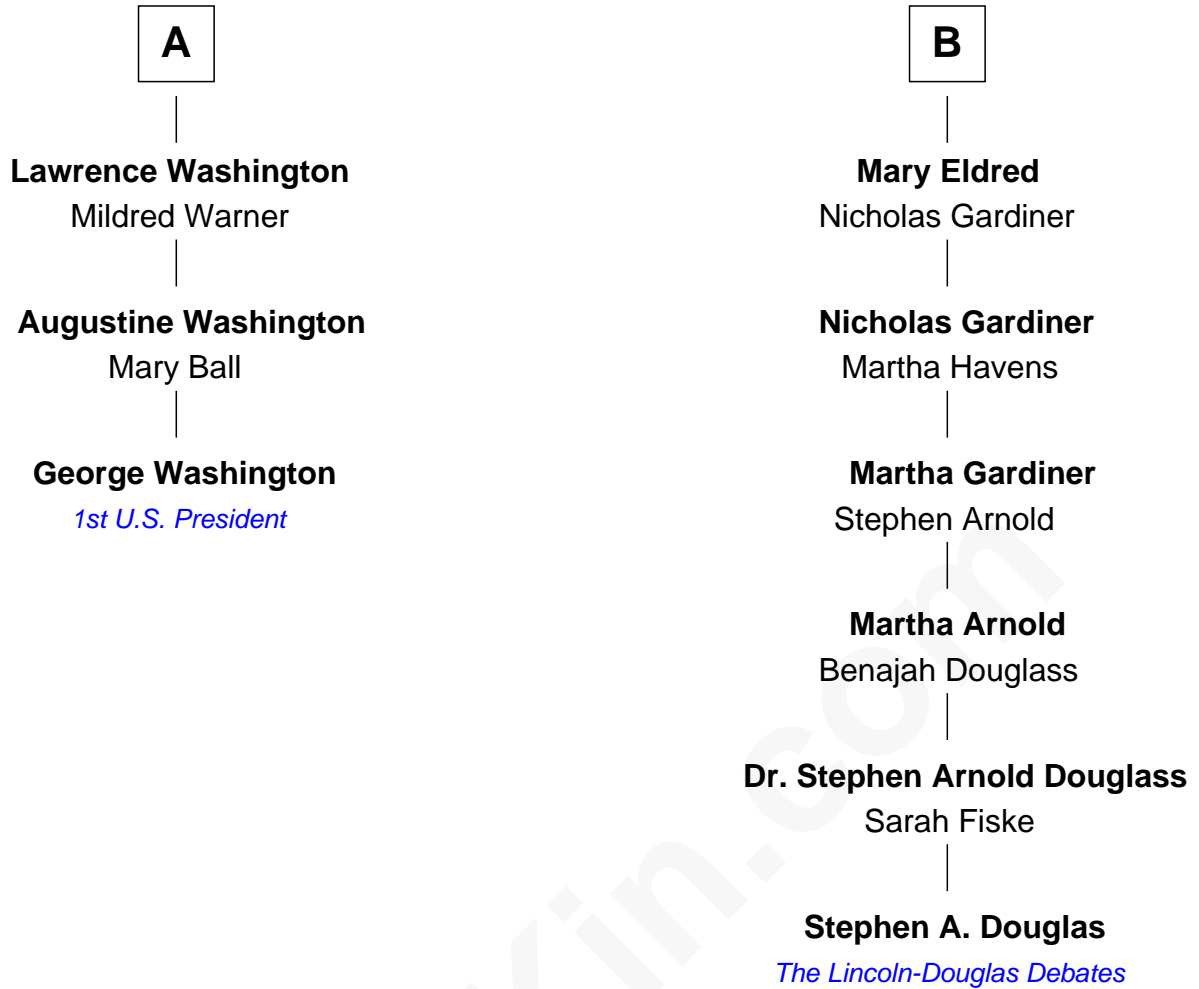 A
Lawrence Washington
Mildred Warner
Augustine Washington
Mary Ball
George Washington
1st U.S. President
B
Mary Eldred
Nicholas Gardiner
Nicholas Gardiner
Martha Havens
Martha Gardiner
Stephen Arnold
Martha Arnold
Benajah Douglass
Dr. Stephen Arnold Douglass
Sarah Fiske
Stephen A. Douglas
The Lincoln-Douglas Debates
Kin.com